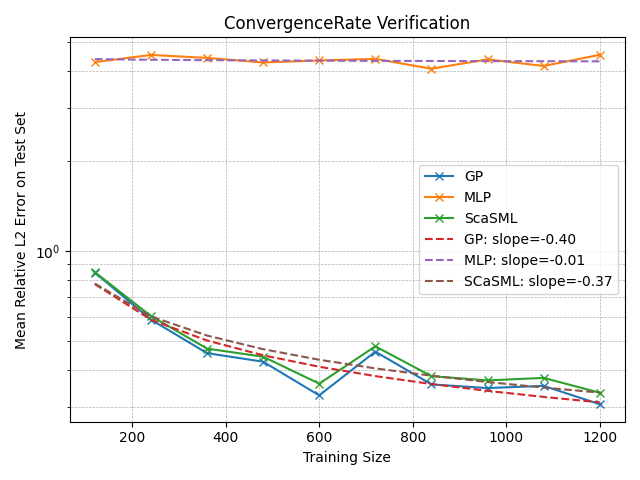 ConvergenceRate Verification
Mean Relative L2 Error on Test Set
10⁰
GP
MLP
ScaSML
GP: slope=-0.40
MLP: slope=-0.01
SCaSML: slope=-0.37
200 400 600 800 1000 1200
Training Size